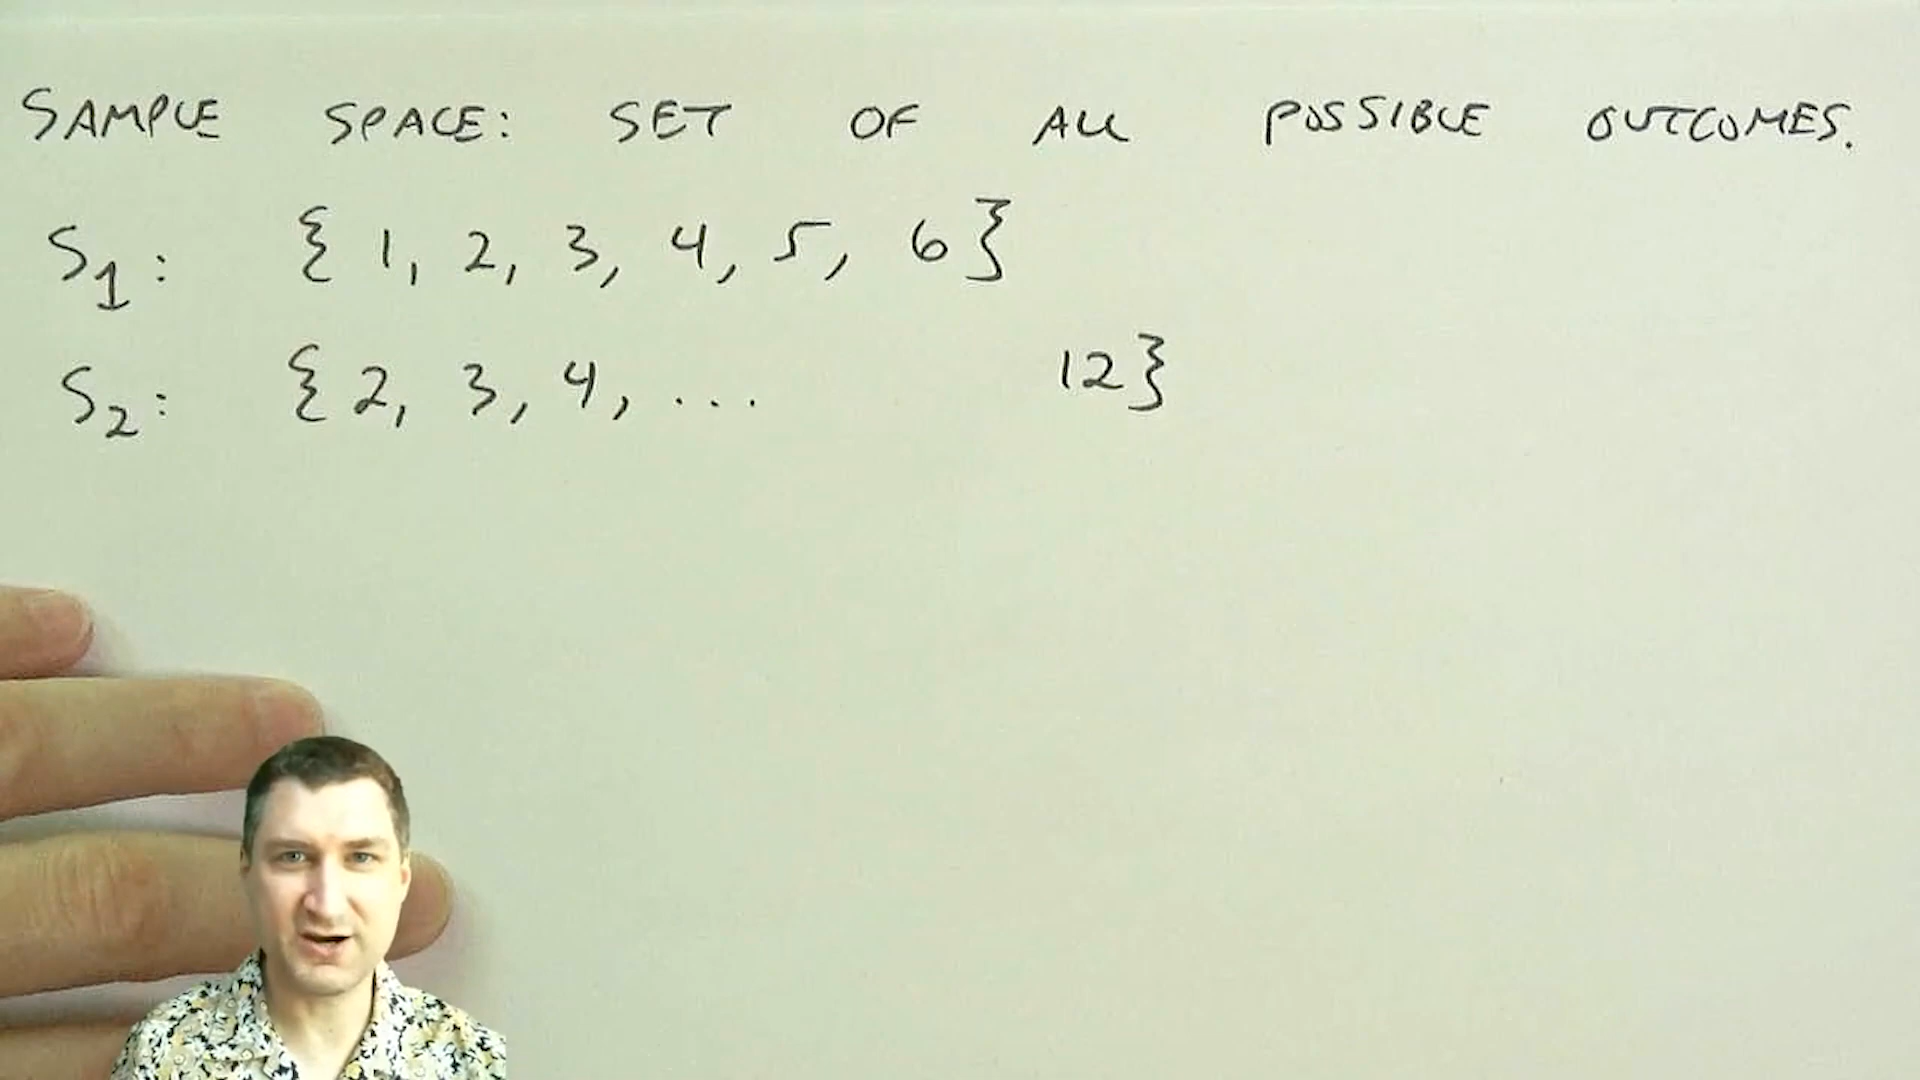 SAMPLE SPACE: SET OF ALL POSSIBLE OUTCOMES.
S1: { 1, 2, 3, 4, 5, 6 }
S2: { 2, 3, 4, ... 12 }